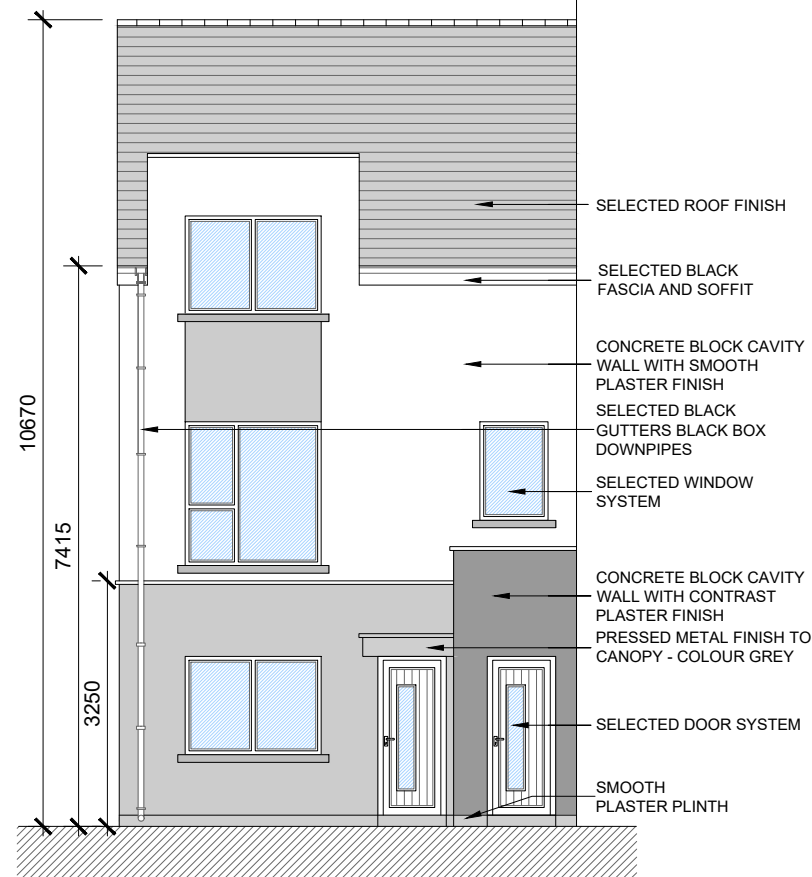 10670
7415
3250
SELECTED ROOF FINISH
SELECTED BLACK
FASCIA AND SOFFIT
CONCRETE BLOCK CAVITY
WALL WITH SMOOTH
PLASTER FINISH
SELECTED BLACK
GUTTERS BLACK BOX
DOWNPIPES
SELECTED WINDOW
SYSTEM
CONCRETE BLOCK CAVITY
WALL WITH CONTRAST
PLASTER FINISH
PRESSED METAL FINISH TO
CANOPY - COLOUR GREY
SELECTED DOOR SYSTEM
SMOOTH
PLASTER PLINTH